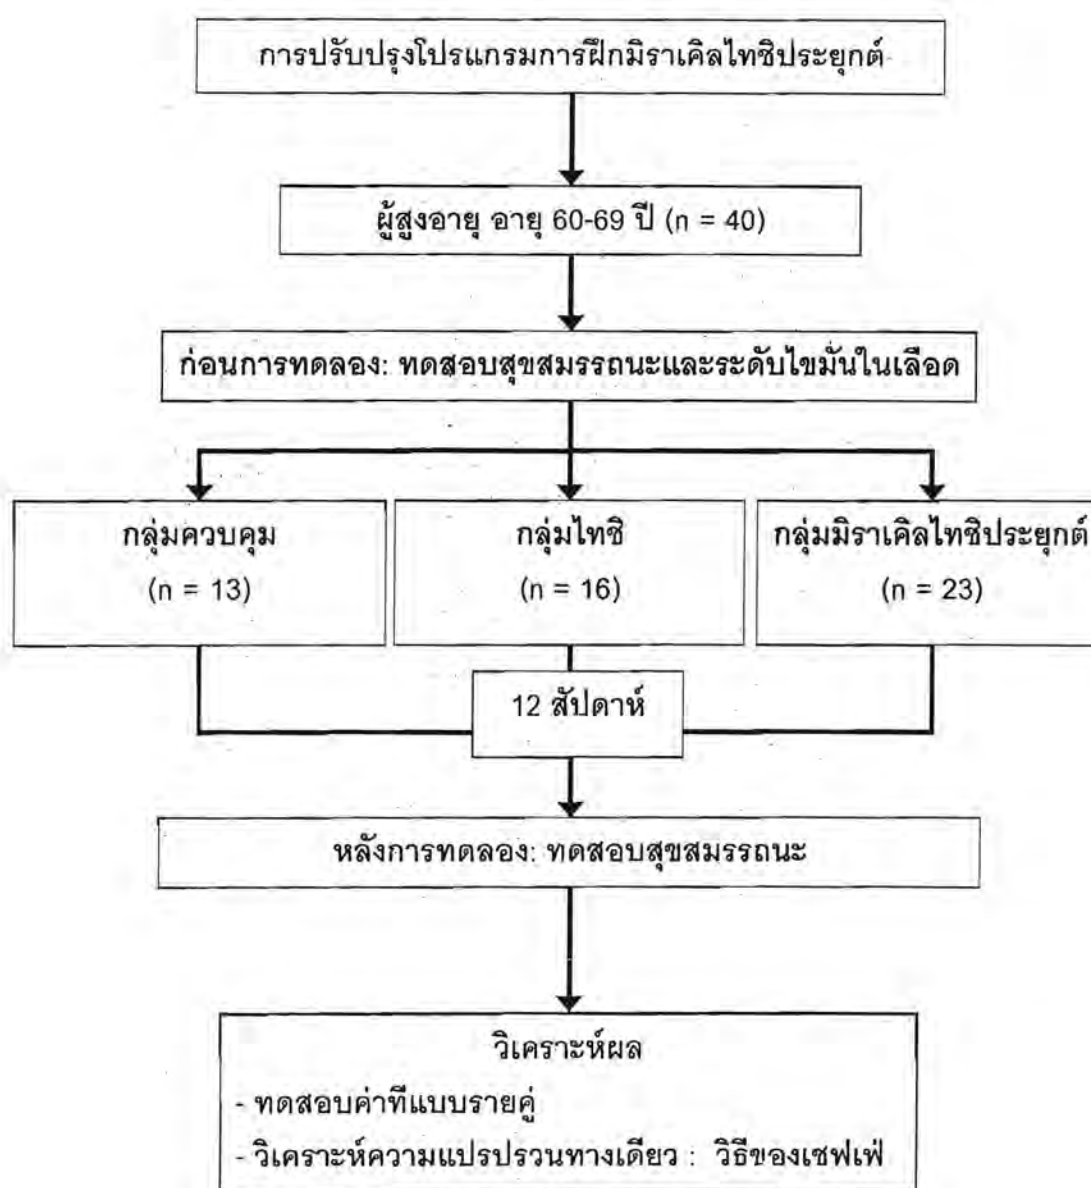 การปรับปรุงโปรแกรมการฝึกมิราเคิลไทชิประยุกต์
ผู้สูงอายุ อายุ 60-69 ปี (n = 40)
ก่อนการทดลอง: ทดสอบสุขสมรรถนะและระดับไขมันในเลือด
กลุ่มควบคุม
(n = 13)
กลุ่มไทชิ
(n = 16)
กลุ่มมิราเคิลไทชิประยุกต์
(n = 23)
12 สัปดาห์
หลังการทดลอง: ทดสอบสุขสมรรถนะ
วิเคราะห์ผล
- ทดสอบค่าทีแบบรายคู่
- วิเคราะห์ความแปรปรวนทางเดียว : วิธีของเชฟเฟ่